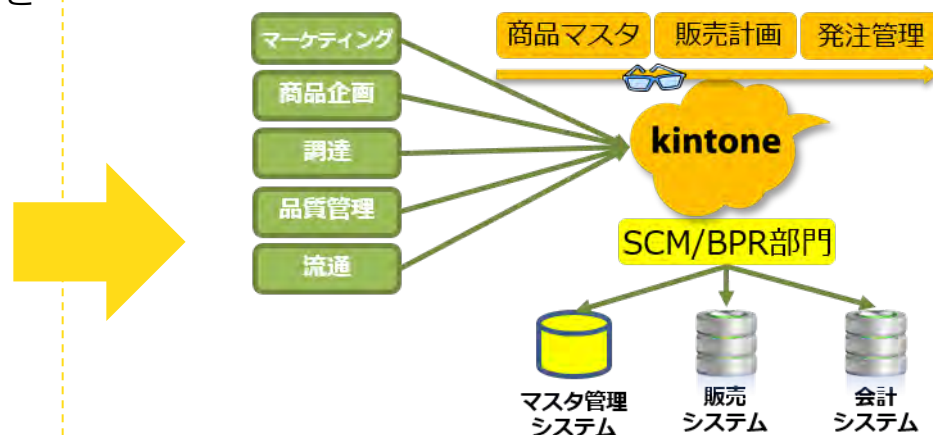 と
マーケティング
商品企画
調達
品質管理
流通
商品マスタ
販売計画
発注管理
kintone
SCM/BPR部門
マスタ管理
システム
販売
システム
会計
システム